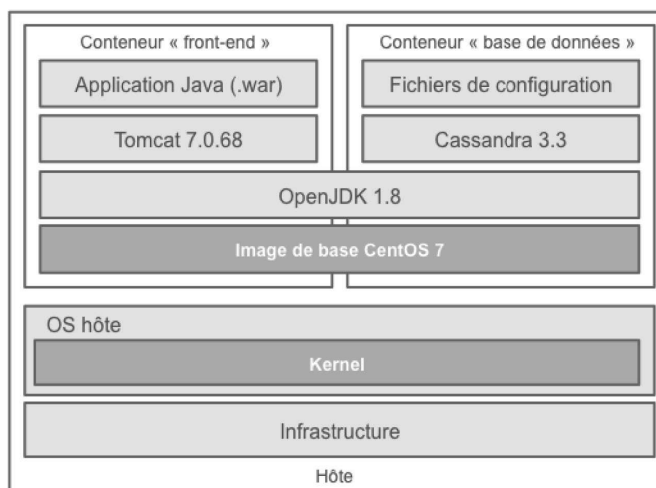 Conteneur « front-end »
Conteneur « base de données »
Application Java (.war)
Fichiers de configuration
Tomcat 7.0.68
Cassandra 3.3
OpenJDK 1.8
Image de base CentOS 7
OS hôte
Kernel
Infrastructure
Hôte